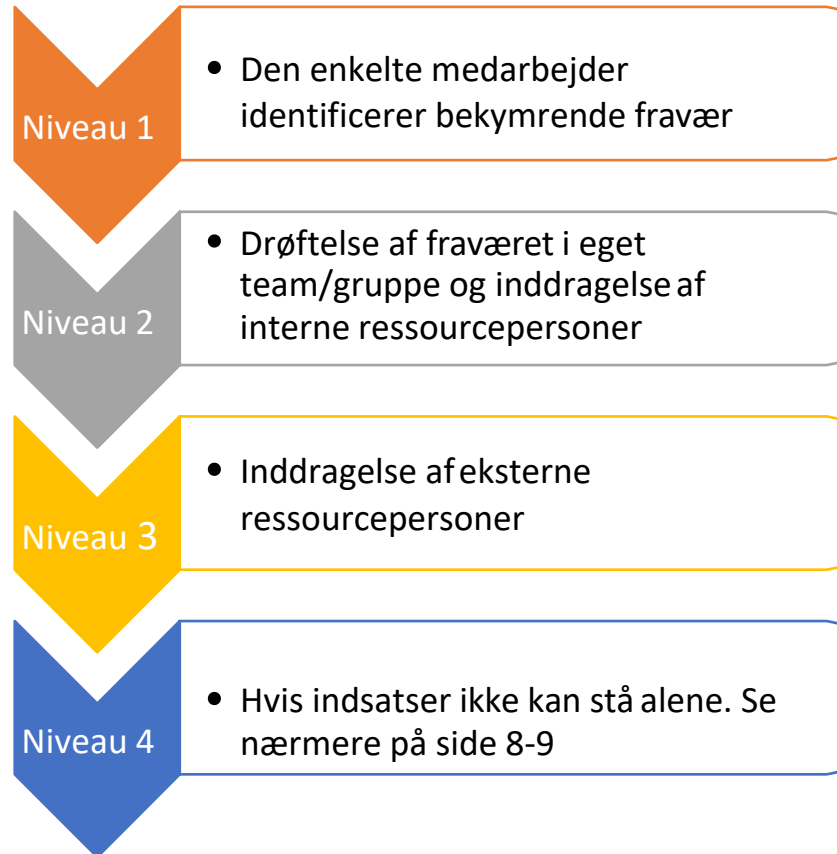 Niveau 1
• Den enkelte medarbejder
identificerer bekymrende fravær
Niveau 2
• Drøftelse af fraværet i eget
team/gruppe og inddragelse af
interne ressourcepersoner
Niveau 3
• Inddragelse af eksterne
ressourcepersoner
Niveau 4
• Hvis indsatser ikke kan stå alene. Se
nærmere på side 8-9